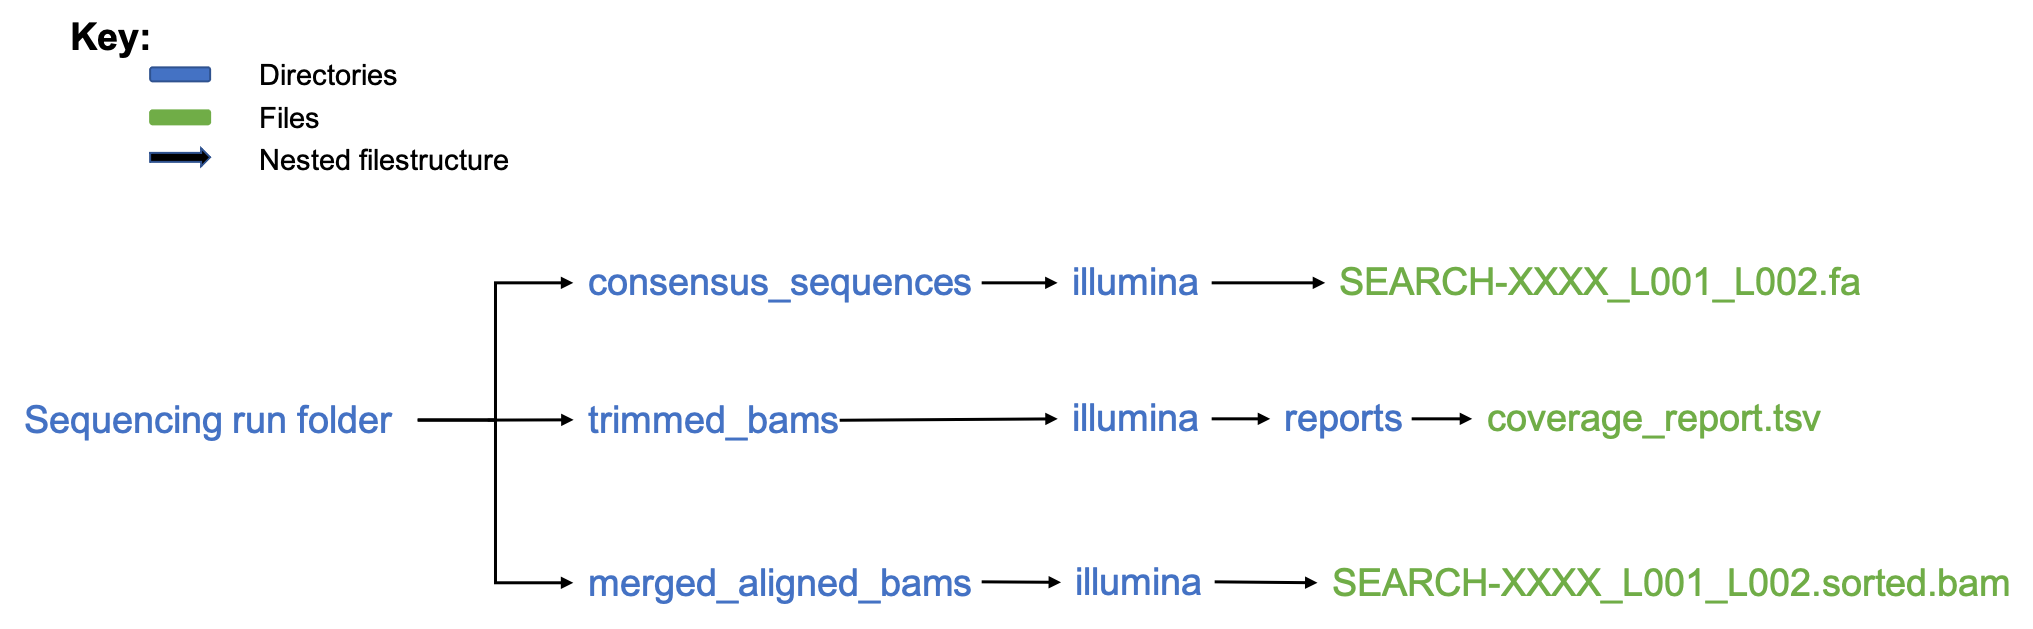 Key:
Directories
Files
Nested filestructure
consensus_sequences illumina SEARCH-XXXX_L001_L002.fa
Sequencing run folder trimmed_bams illumina reports coverage_report.tsv
merged_aligned_bams illumina SEARCH-XXXX_L001_L002.sorted.bam